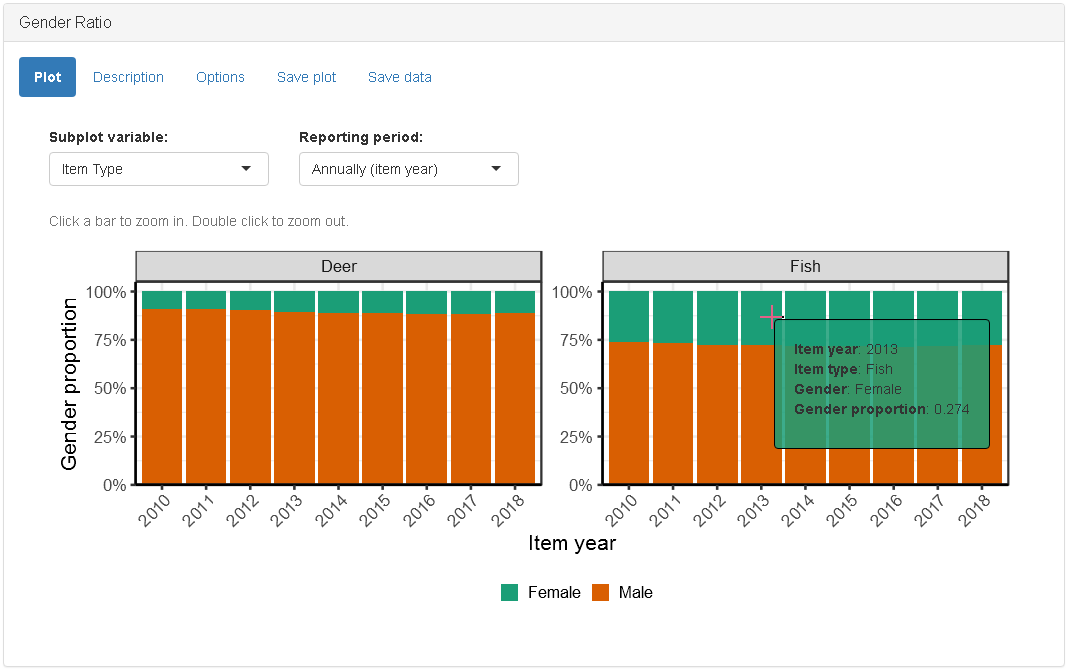 Gender Ratio
Plot Description Options Save plot Save data
Subplot variable: Reporting period:
Item Type Annually (item year)
Click a bar to zoom in. Double click to zoom out.
Deer Fish
Gender proportion
100% 100%
75% 75%
50% 50%
25% 25%
0% 0%
Item year: 2013
Item type: Fish
Gender: Female
Gender proportion: 0.274
2010 2011 2012 2013 2014 2015 2016 2017 2018 2010 2011 2012 2013 2014 2015 2016 2017 2018
Item year
Female Male